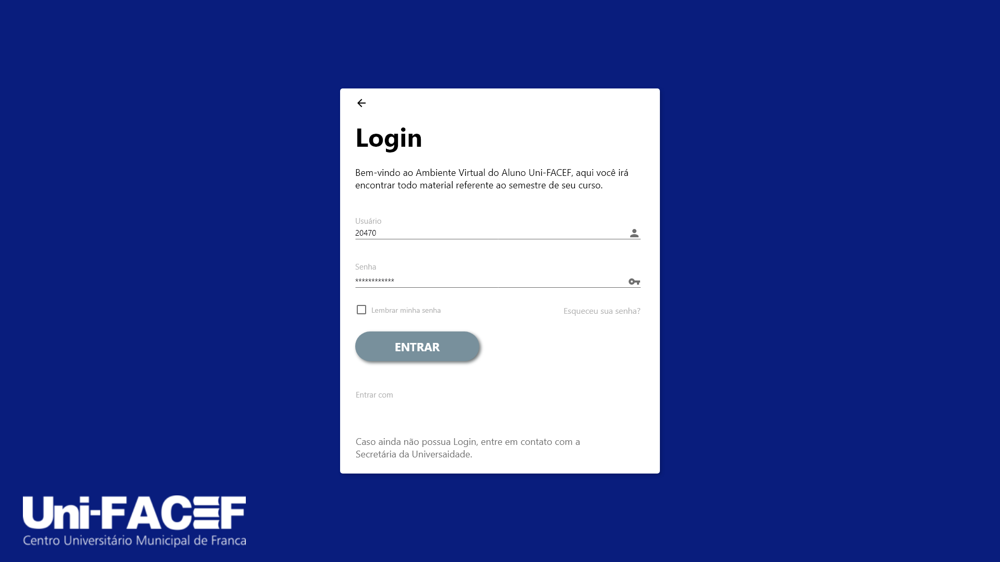 Login
Bem-vindo ao Ambiente Virtual do Aluno Uni-FACEF, aqui você irá
encontrar todo material referente ao semestre de seu curso.
Usuário
20470
Senha
************
Lembrar minha senha
Esqueceu sua senha?
ENTRAR
Entrar com
Caso ainda não possua Login, entre em contato com a
Secretária da Universaidade.
Uni-FACEF
Centro Universitário Municipal de Franca